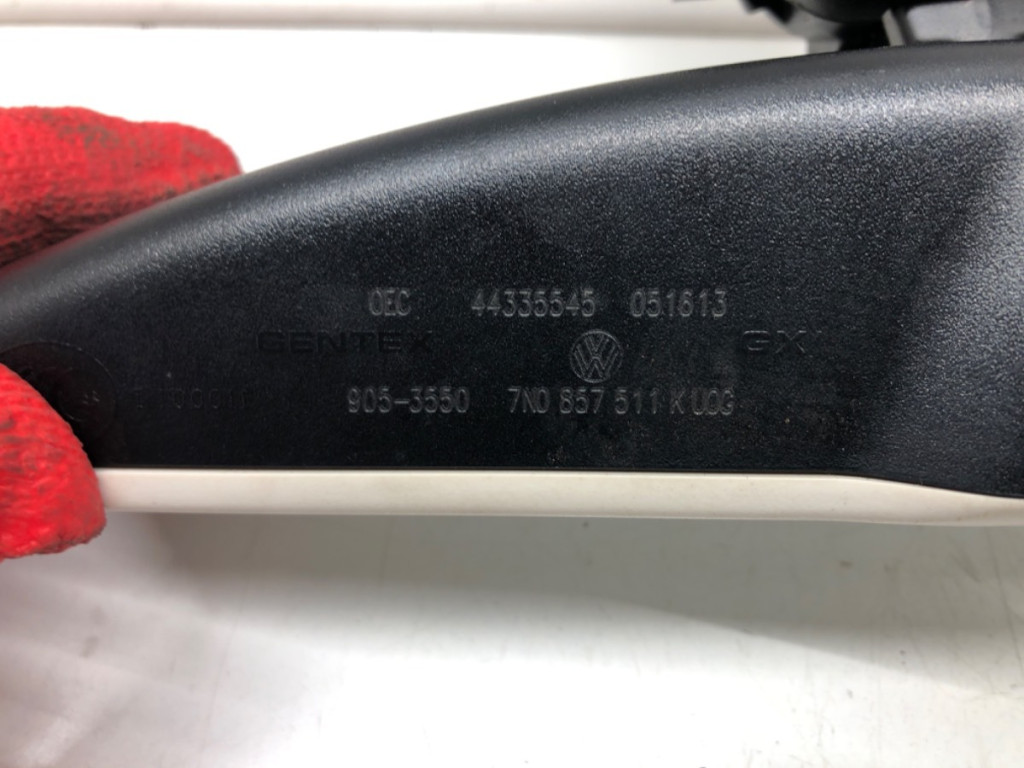 OEC 44335545 051613
GENTEX GX
905-3550 7N0 857 511 K UOG